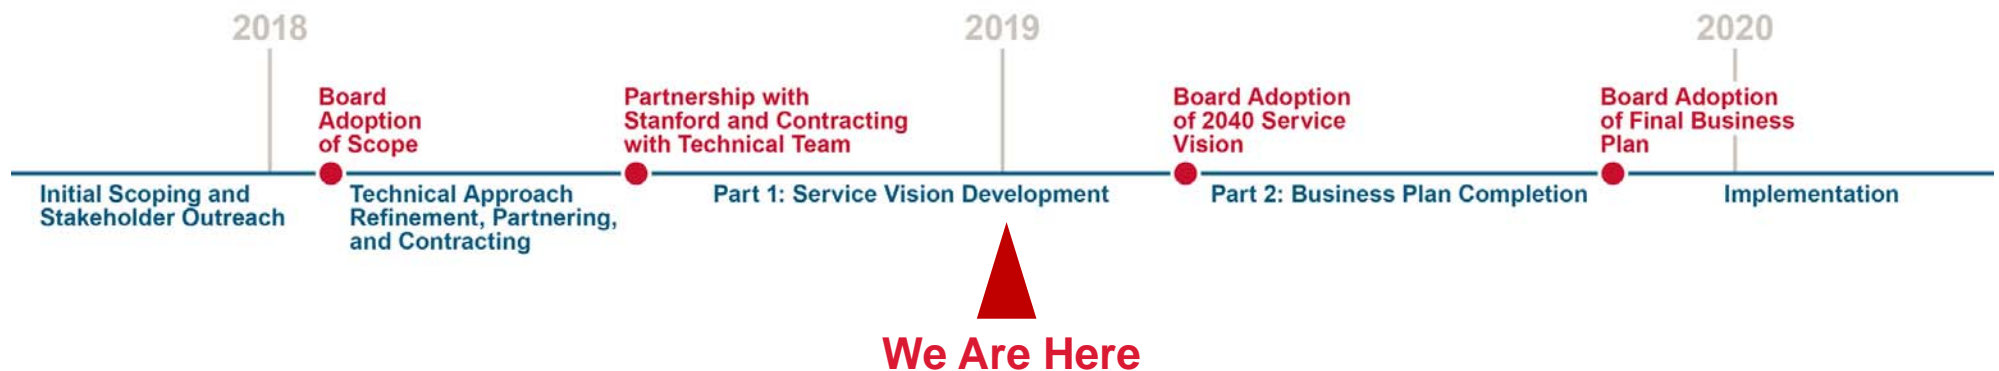 2018
2019
2020
Board
Adoption
of Scope
Partnership with
Stanford and Contracting
with Technical Team
Board Adoption
of 2040 Service
Vision
Board Adoption
of Final Business
Plan
Initial Scoping and
Stakeholder Outreach
Technical Approach
Refinement, Partnering,
and Contracting
Part 1: Service Vision Development
Part 2: Business Plan Completion
Implementation
We Are Here